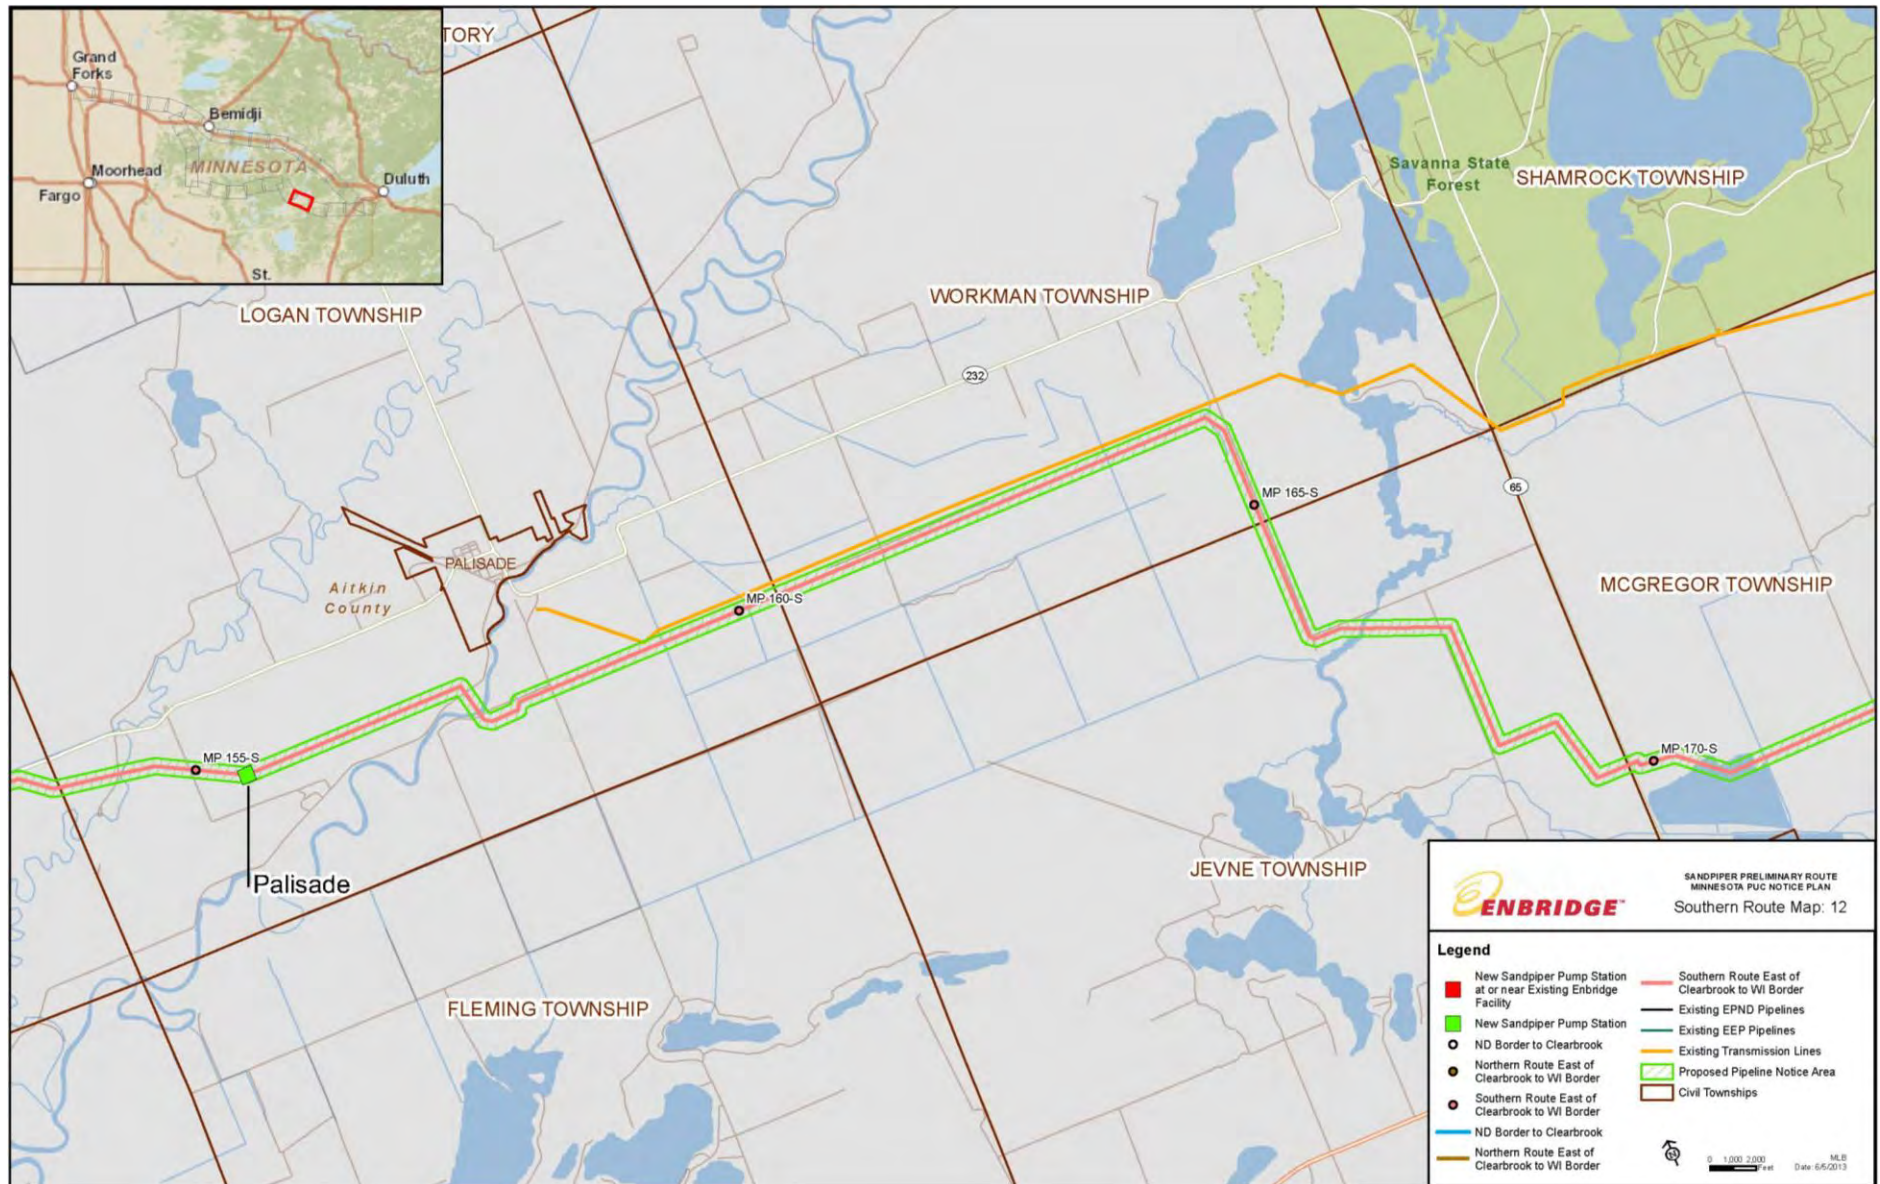 Grand
Forks
Bemidji
MINNESOTA
Moorhead
Fargo
Duluth
St.
TORY
Savanna State
Forest
SHAMROCK TOWNSHIP
WORKMAN TOWNSHIP
LOGAN TOWNSHIP
232
65
MP 165-S
PALISADE
Aitkin
County
MP 160-S
MCGREGOR TOWNSHIP
MP 155-S
MP 170-S
Palisade
JEVNE TOWNSHIP
FLEMING TOWNSHIP
ENBRIDGE™
SANDPIPER PRELIMINARY ROUTE
MINNESOTA PUC NOTICE PLAN
Southern Route Map: 12
Legend
New Sandpiper Pump Station
at or near Existing Enbridge
Facility
New Sandpiper Pump Station
ND Border to Clearbrook
Northern Route East of
Clearbrook to WI Border
Southern Route East of
Clearbrook to WI Border
ND Border to Clearbrook
Northern Route East of
Clearbrook to WI Border
Southern Route East of
Clearbrook to WI Border
Existing EPND Pipelines
Existing EEP Pipelines
Existing Transmission Lines
Proposed Pipeline Notice Area
Civil Townships
0 1,000 2,000
Feet
MLB
Date: 6/5/2013